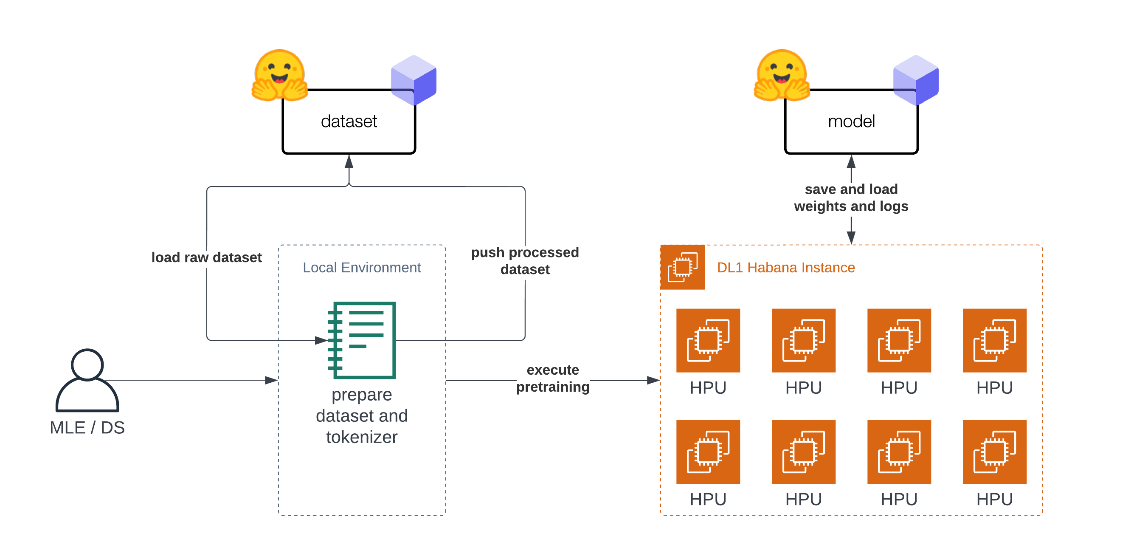 dataset
model
save and load
weights and logs
load raw dataset
push processed
dataset
Local Environment
DL1 Habana Instance
prepare
dataset and
tokenizer
MLE / DS
execute
pretraining
HPU
HPU
HPU
HPU
HPU
HPU
HPU
HPU